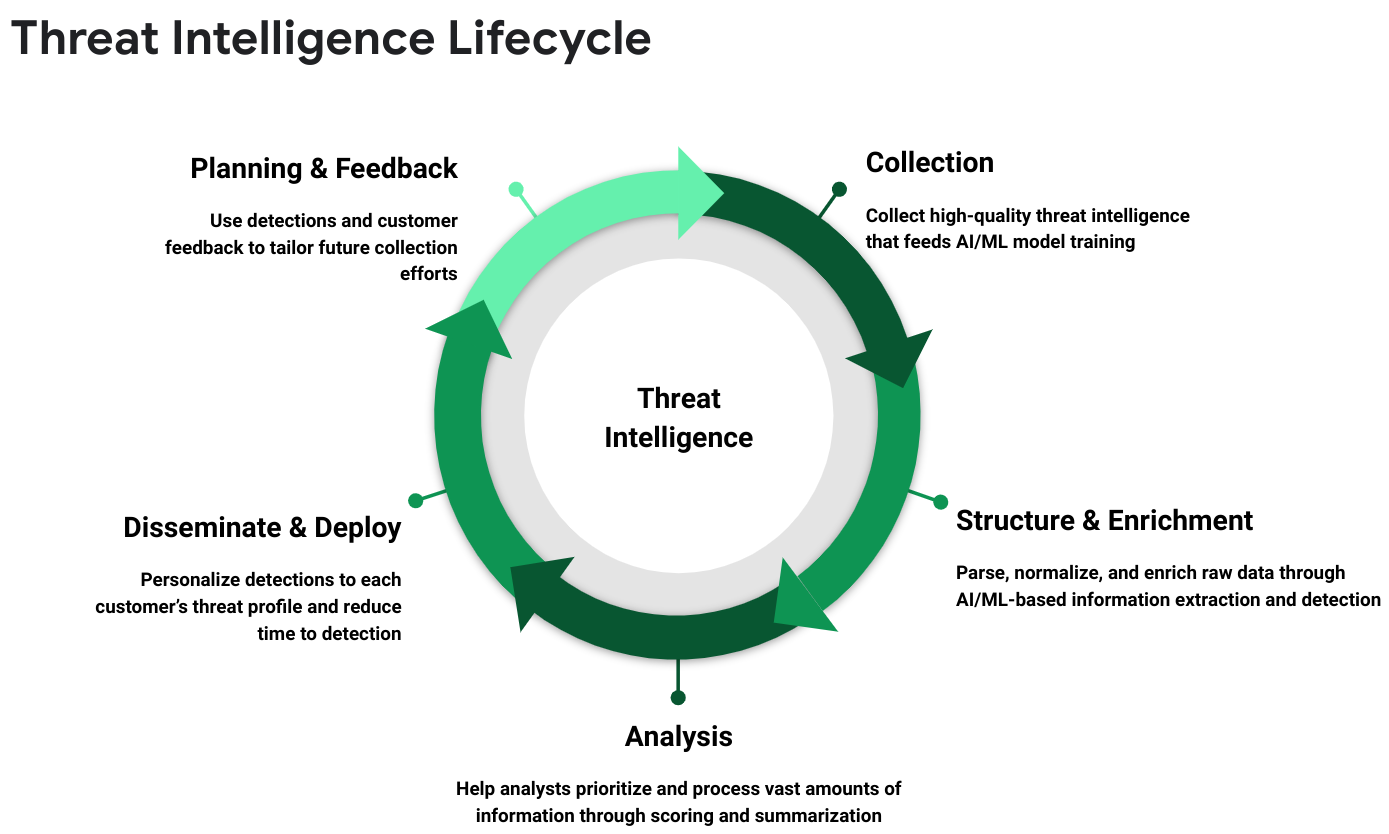 Threat Intelligence Lifecycle
Planning & Feedback
Use detections and customer
feedback to tailor future collection
efforts
Collection
Collect high-quality threat intelligence
that feeds AI/ML model training
Threat
Intelligence
Disseminate & Deploy
Personalize detections to each
customer’s threat profile and reduce
time to detection
Structure & Enrichment
Parse, normalize, and enrich raw data through
AI/ML-based information extraction and detection
Analysis
Help analysts prioritize and process vast amounts of
information through scoring and summarization